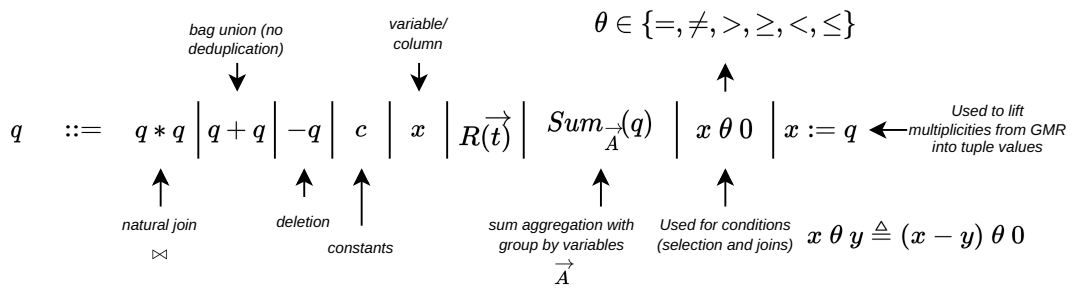 bag union (no
deduplication)
variable/
column
θ ∈ {=, ≠, >, ≥, <, ≤}
q ::= q ∗ q | q + q | −q | c | x | R(t⃗) | Sum_A⃗(q) | x θ 0 | x := q
Used to lift
multiplicities from GMR
into tuple values
natural join
⋈
deletion
constants
sum aggregation with
group by variables
A⃗
Used for conditions
(selection and joins)
x θ y ≜ (x − y) θ 0